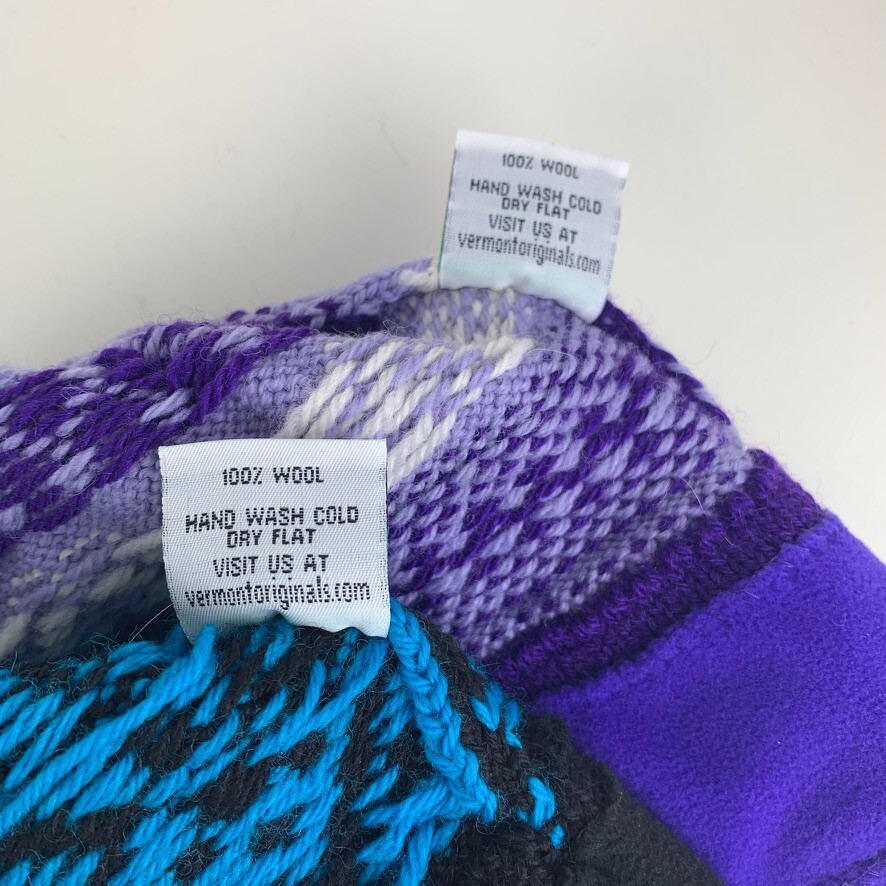 100% WOOL
HAND WASH COLD
DRY FLAT
VISIT US AT
vermontoriginals.com
100% WOOL
HAND WASH COLD
DRY FLAT
VISIT US AT
vermontoriginals.com